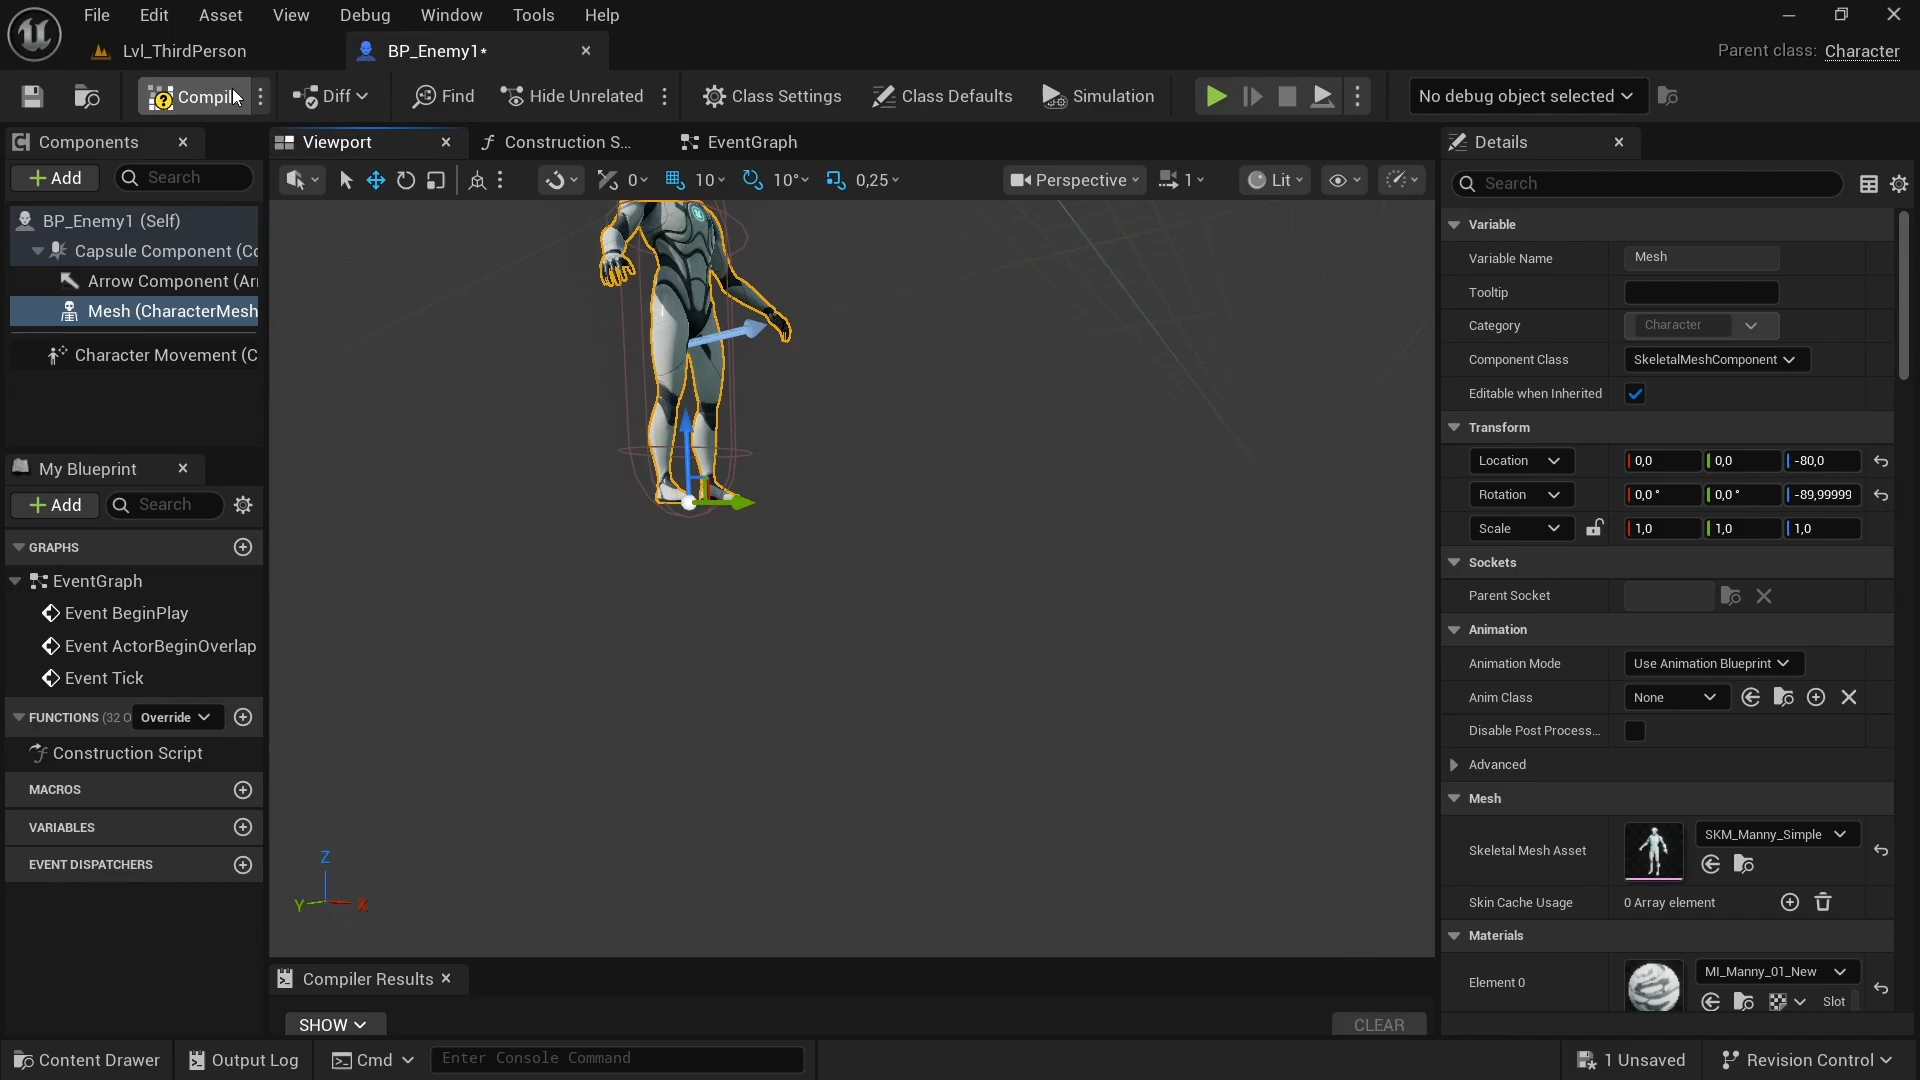 File Edit Asset View Debug Window Tools Help
Lvl_ThirdPerson
BP_Enemy1*
Parent class: Character
Diff
Find
Hide Unrelated
Class Settings
Class Defaults
Simulation
No debug object selected
Components
Add
Search
BP_Enemy1 (Self)
Capsule Component (Co
Arrow Component (Arr
Mesh (CharacterMesh
Character Movement (C
My Blueprint
Add
Search
GRAPHS
EventGraph
Event BeginPlay
Event ActorBeginOverlap
Event Tick
FUNCTIONS (32 O
Override
Construction Script
MACROS
VARIABLES
EVENT DISPATCHERS
Viewport
Construction S...
EventGraph
0
10
10°
0,25
Perspective
1
Lit
Z
Y
X
Compiler Results
SHOW
CLEAR
Details
Search
Variable
Variable Name
Mesh
Tooltip
Category
Character
Component Class
SkeletalMeshComponent
Editable when Inherited
Transform
Location
0,0
0,0
-80,0
Rotation
0,0 °
0,0 °
-89,99999
Scale
1,0
1,0
1,0
Sockets
Parent Socket
Animation
Animation Mode
Use Animation Blueprint
Anim Class
None
Disable Post Process...
Advanced
Mesh
Skeletal Mesh Asset
SKM_Manny_Simple
Skin Cache Usage
0 Array element
Materials
Element 0
MI_Manny_01_New
Slot
Content Drawer
Output Log
Cmd
Enter Console Command
1 Unsaved
Revision Control